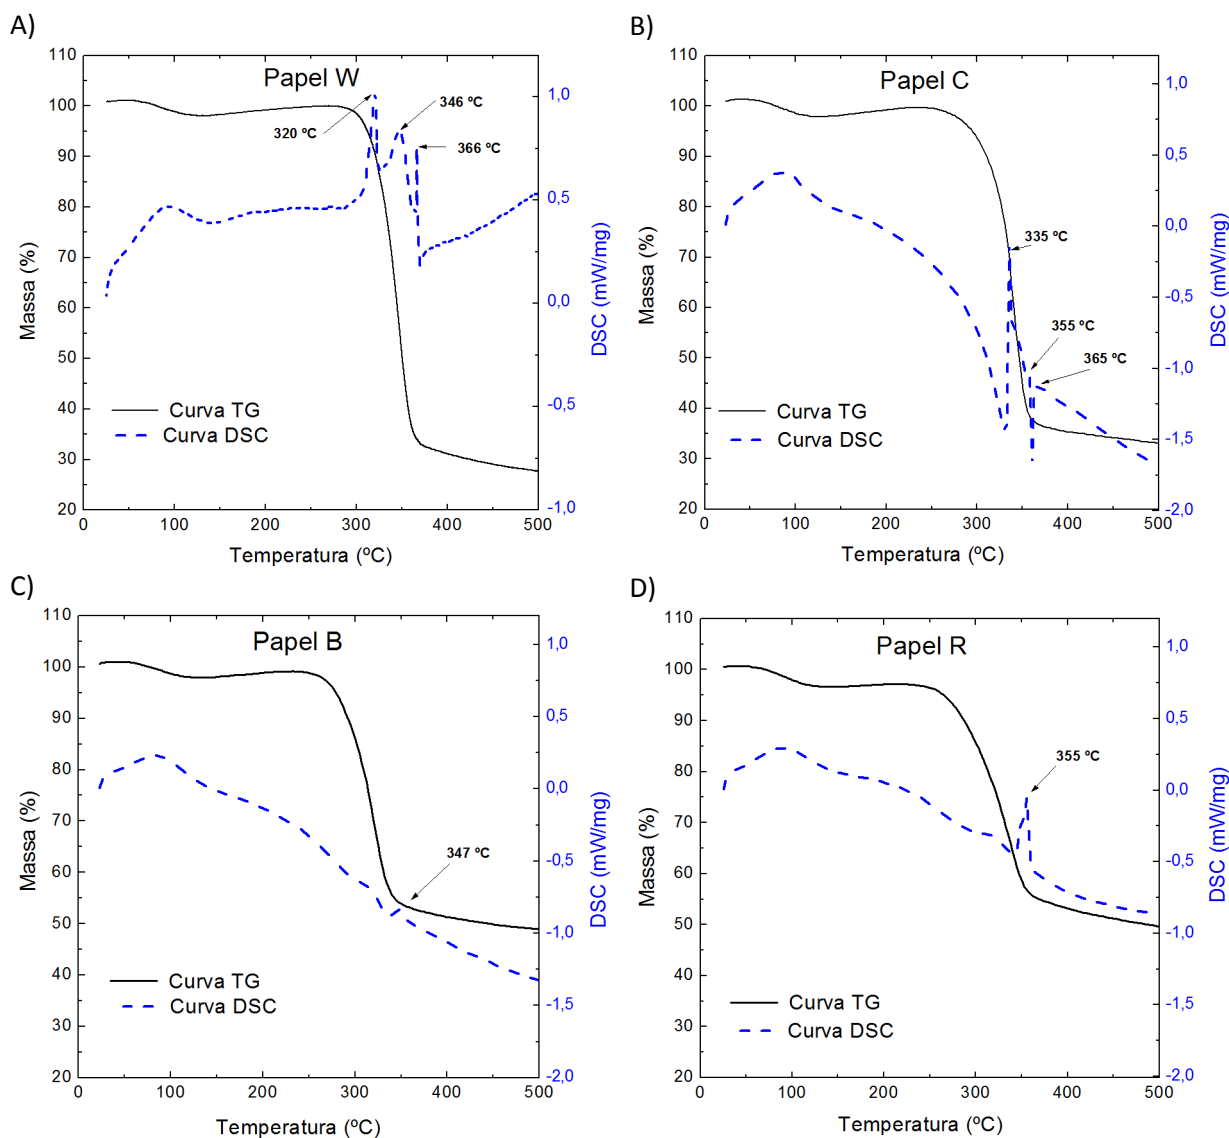 A)
Papel W
110
100
90
80
70
60
50
40
30
20
Massa (%)
0
100
200
300
400
500
Temperatura (ºC)
1,0
0,5
0,0
-0,5
-1,0
DSC (mW/mg)
320 ºC
346 ºC
366 ºC
Curva TG
Curva DSC
B)
Papel C
110
100
90
80
70
60
50
40
30
20
Massa (%)
0
100
200
300
400
500
Temperatura (ºC)
1,0
0,5
0,0
-0,5
-1,0
-1,5
-2,0
DSC (mW/mg)
335 ºC
355 ºC
365 ºC
Curva TG
Curva DSC
C)
Papel B
110
100
90
80
70
60
50
40
30
20
Massa (%)
0
100
200
300
400
500
Temperatura (ºC)
1,0
0,5
0,0
-0,5
-1,0
-1,5
-2,0
DSC (mW/mg)
347 ºC
Curva TG
Curva DSC
D)
Papel R
110
100
90
80
70
60
50
40
30
20
Massa (%)
0
100
200
300
400
500
Temperatura (ºC)
1,0
0,5
0,0
-0,5
-1,0
-1,5
-2,0
DSC (mW/mg)
355 ºC
Curva TG
Curva DSC